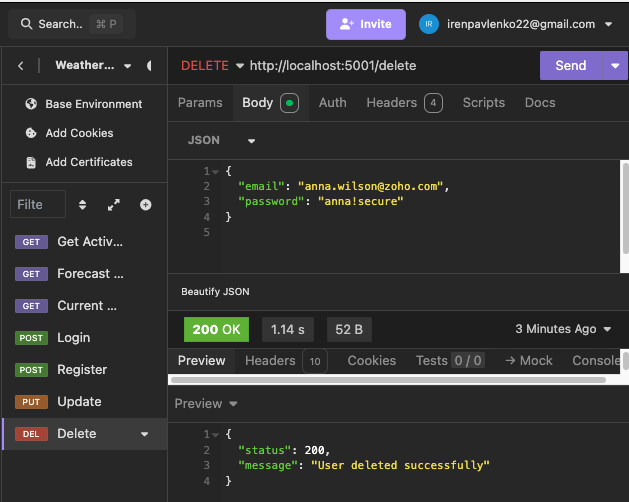 Search.. ⌘ P
Invite
IR irenpavlenko22@gmail.com
Weather...
DELETE http://localhost:5001/delete
Send
Params Body Auth Headers 4 Scripts Docs
Base Environment
Add Cookies
Add Certificates
JSON
1 {
2 "email": "anna.wilson@zoho.com",
3 "password": "anna!secure"
4 }
5
Filte
GET Get Activ...
GET Forecast ...
GET Current ...
POST Login
POST Register
PUT Update
DEL Delete
Beautify JSON
200 OK 1.14 s 52 B 3 Minutes Ago
Preview Headers 10 Cookies Tests 0 / 0 → Mock Console
Preview
1 {
2 "status": 200,
3 "message": "User deleted successfully"
4 }